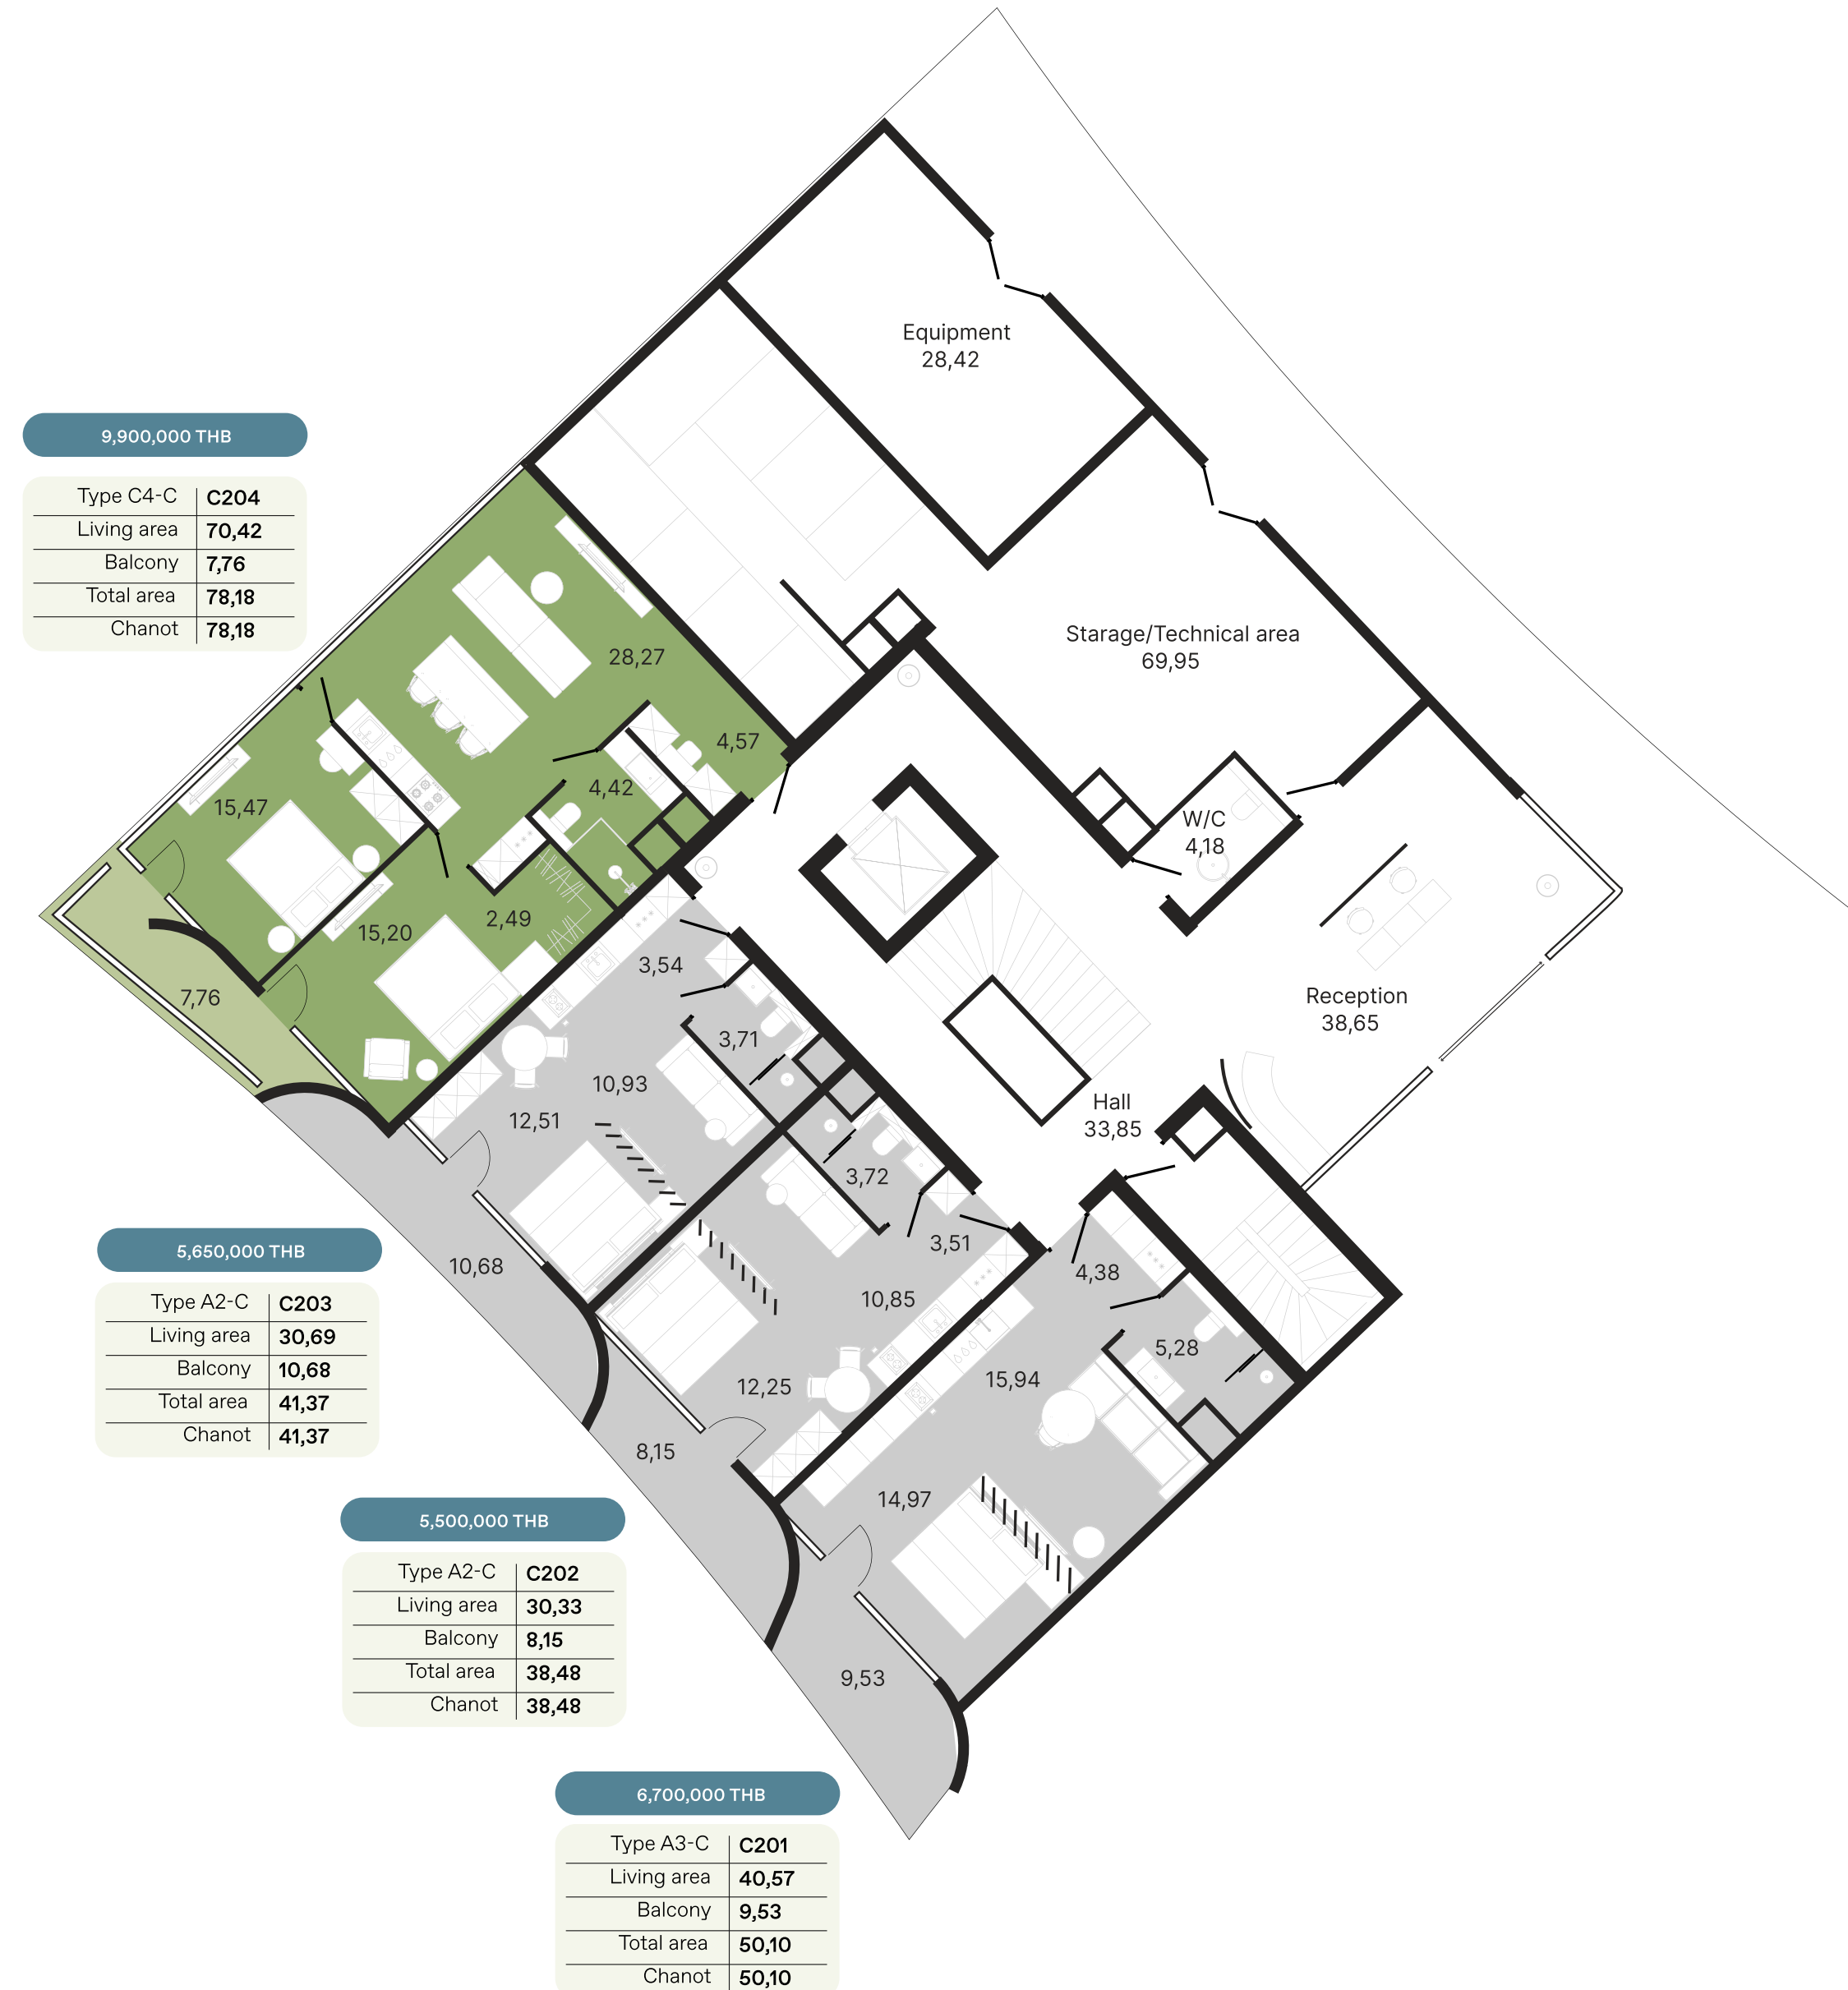 Equipment
28,42
9,900,000 THB
Type C4-C C204
Living area 70,42
Balcony 7,76
Total area 78,18
Chanot 78,18
Starage/Technical area
69,95
28,27
4,57
4,42
15,47
W/C
4,18
2,49
15,20
3,54
7,76
Reception
38,65
3,71
10,93
12,51
Hall
33,85
3,72
3,51
10,68
4,38
10,85
5,28
15,94
12,25
8,15
14,97
9,53
5,650,000 THB
Type A2-C C203
Living area 30,69
Balcony 10,68
Total area 41,37
Chanot 41,37
5,500,000 THB
Type A2-C C202
Living area 30,33
Balcony 8,15
Total area 38,48
Chanot 38,48
6,700,000 THB
Type A3-C C201
Living area 40,57
Balcony 9,53
Total area 50,10
Chanot 50,10